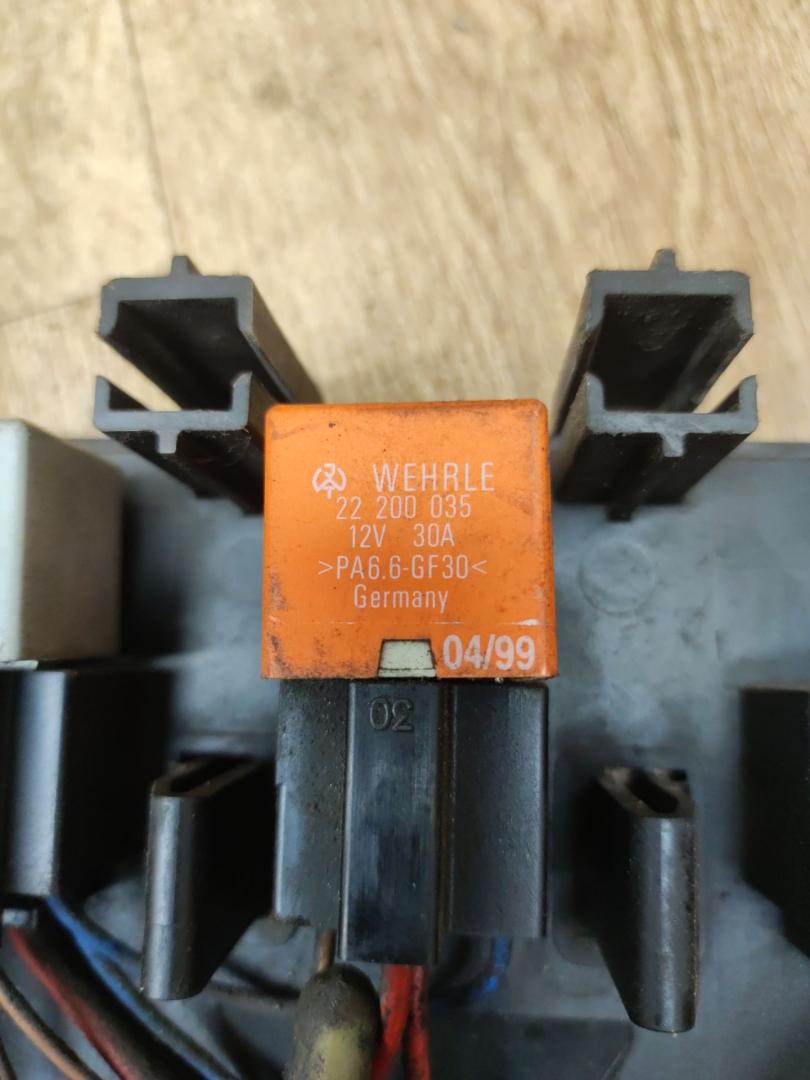 WEHRLE
22 200 035
12V 30A
>PA6.6-GF30<
Germany
04/99
30